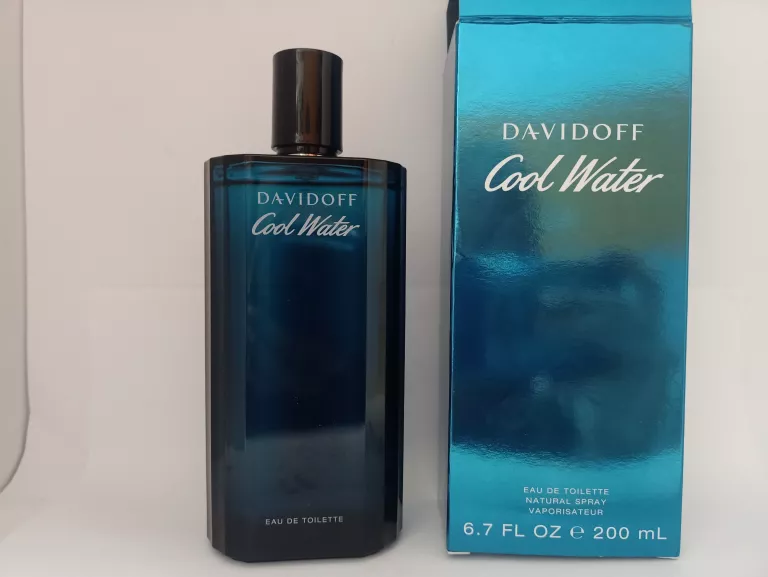 DAVIDOFF
Cool Water
EAU DE TOILETTE
DAVIDOFF
Cool Water
EAU DE TOILETTE
NATURAL SPRAY
VAPORISATEUR
6.7 FL OZ e 200 mL